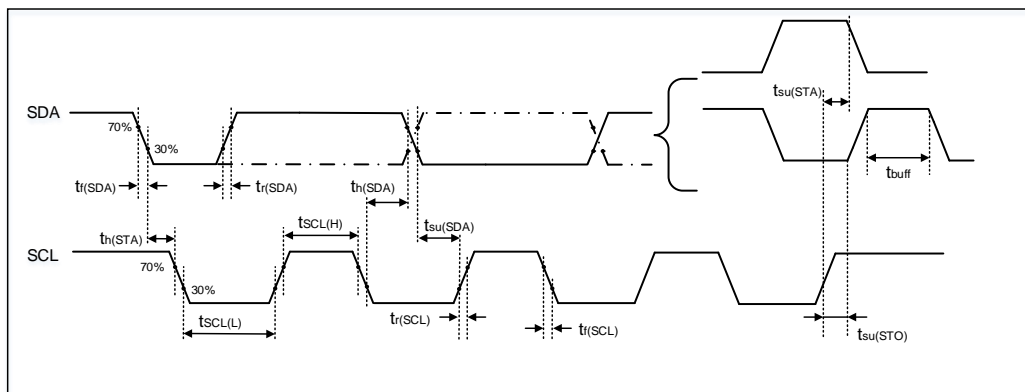 tsu(STA)
SDA
70%
30%
tbuff
tf(SDA)
tr(SDA)
th(SDA)
tSCL(H)
tsu(SDA)
th(STA)
SCL
70%
30%
tSCL(L)
tr(SCL)
tf(SCL)
tsu(STO)